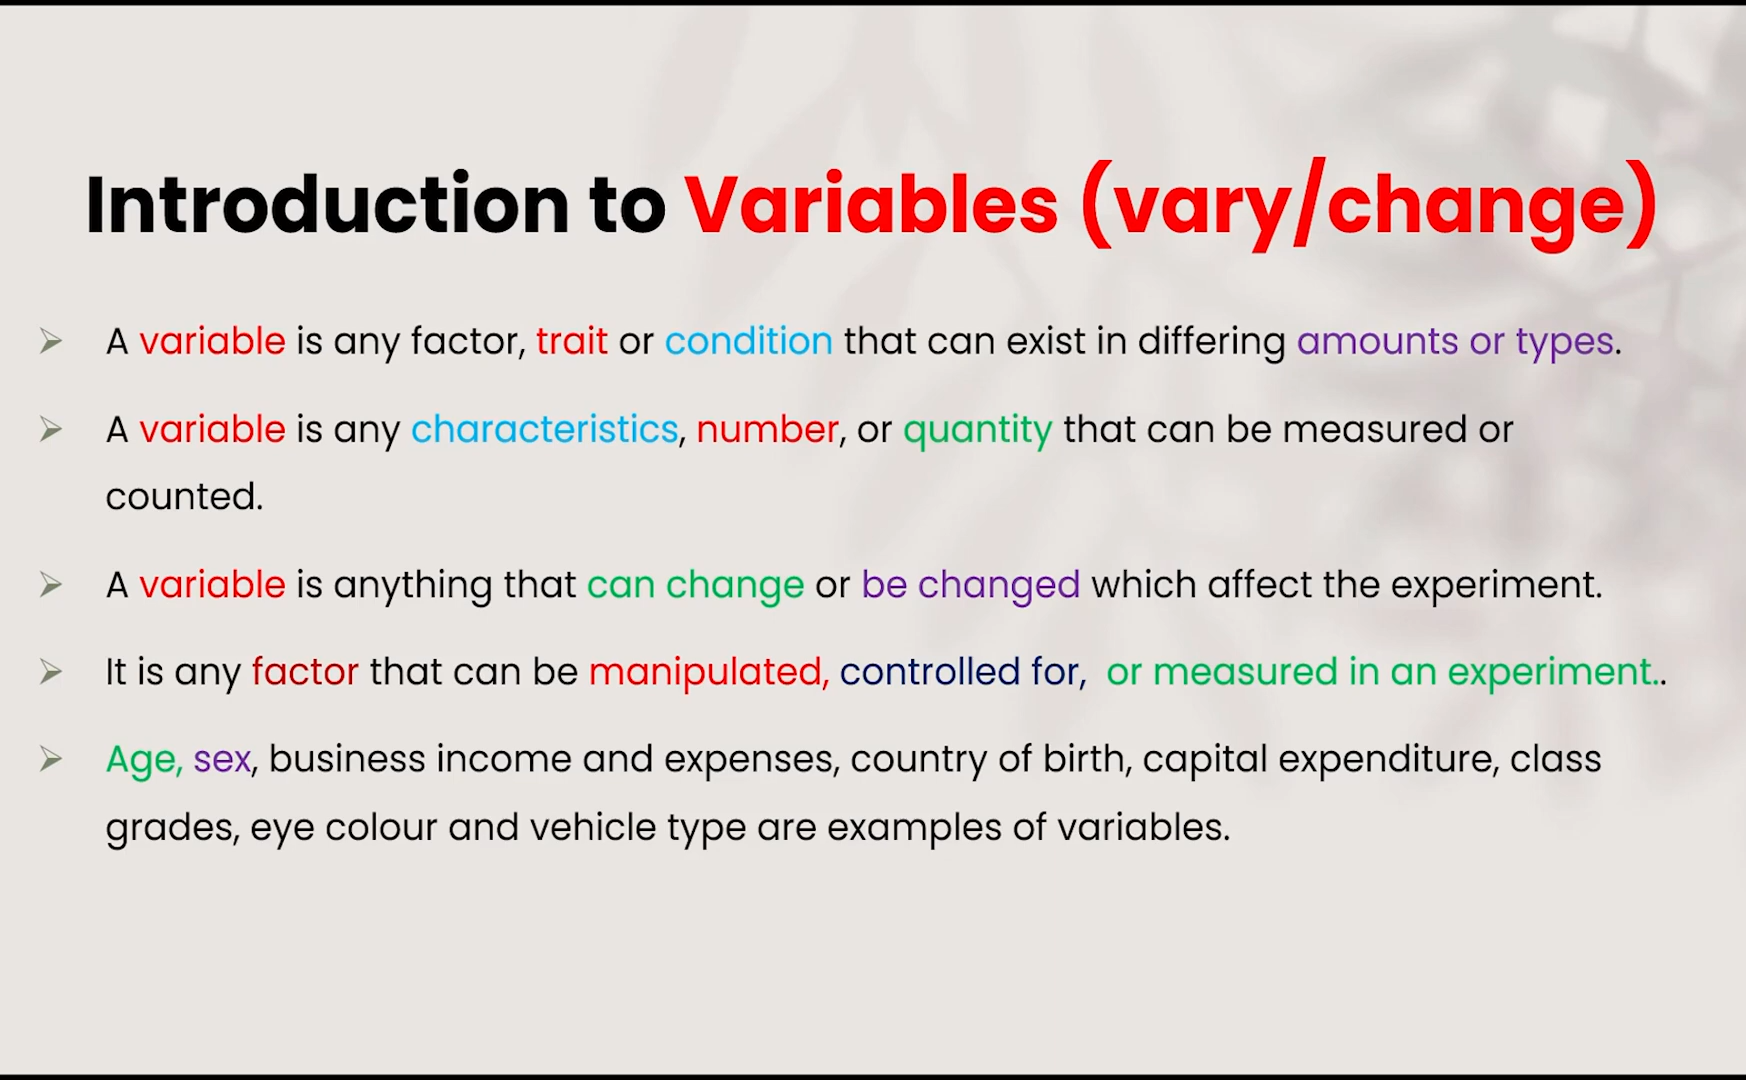 Introduction to Variables (vary/change)
A variable is any factor, trait or condition that can exist in differing amounts or types.
A variable is any characteristics, number, or quantity that can be measured or
counted.
A variable is anything that can change or be changed which affect the experiment.
It is any factor that can be manipulated, controlled for, or measured in an experiment..
Age, sex, business income and expenses, country of birth, capital expenditure, class
grades, eye colour and vehicle type are examples of variables.